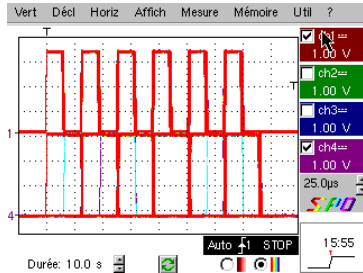 Vert Décl Horiz Affich Mesure Mémoire Util ?
T
ch1
1.00 V
ch2
1.00 V
T
ch3
1.00 V
1
ch4
1.00 V
25.0µs
SPO
4
Auto 1 STOP
15:55
Durée: 10.0 s